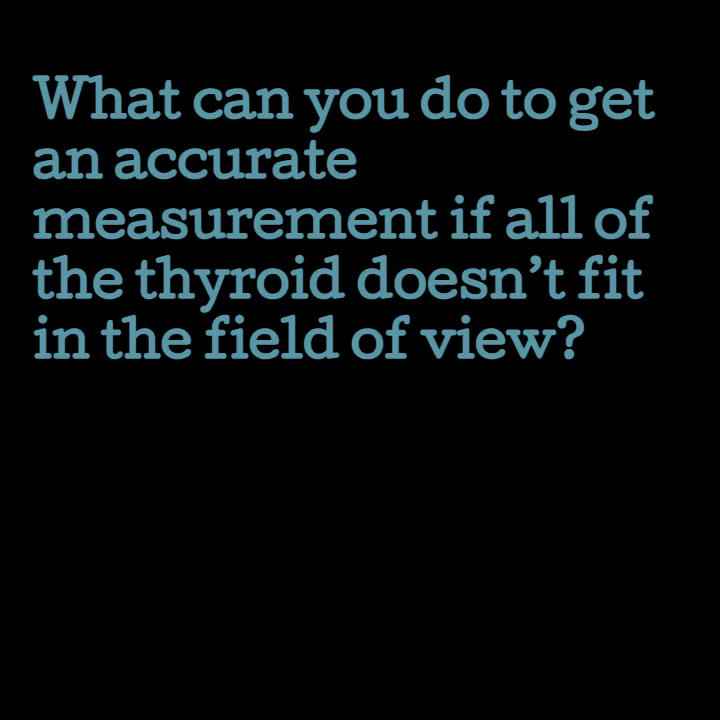 What can you do to get
an accurate
measurement if all of
the thyroid doesn’t fit
in the field of view?